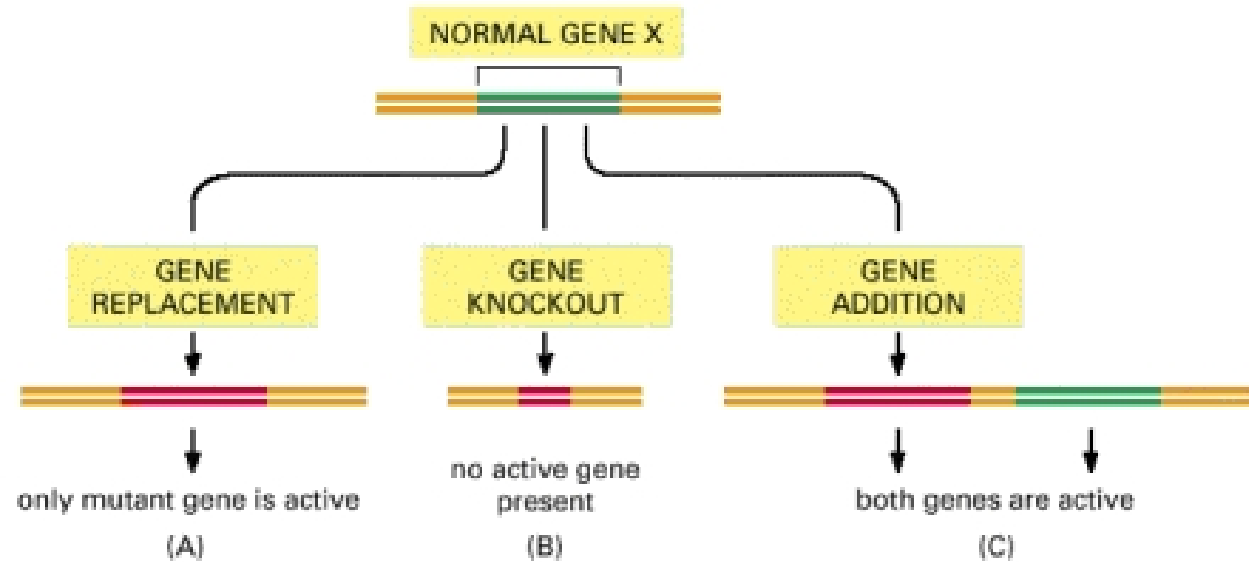 NORMAL GENE X
GENE
REPLACEMENT
GENE
KNOCKOUT
GENE
ADDITION
only mutant gene is active
no active gene
present
both genes are active
(A)
(B)
(C)